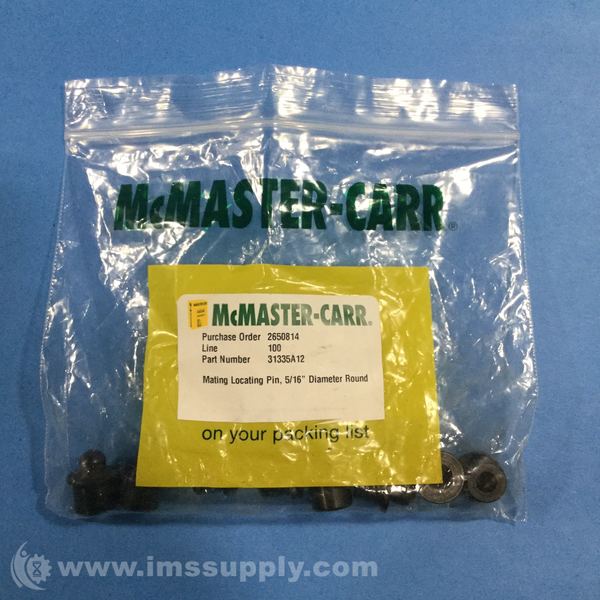 McMASTER-CARR®
McMASTER-CARR®
Purchase Order 2650814
Line 100
Part Number 31335A12
Mating Locating Pin, 5/16" Diameter Round
on your packing list
www.imssupply.com